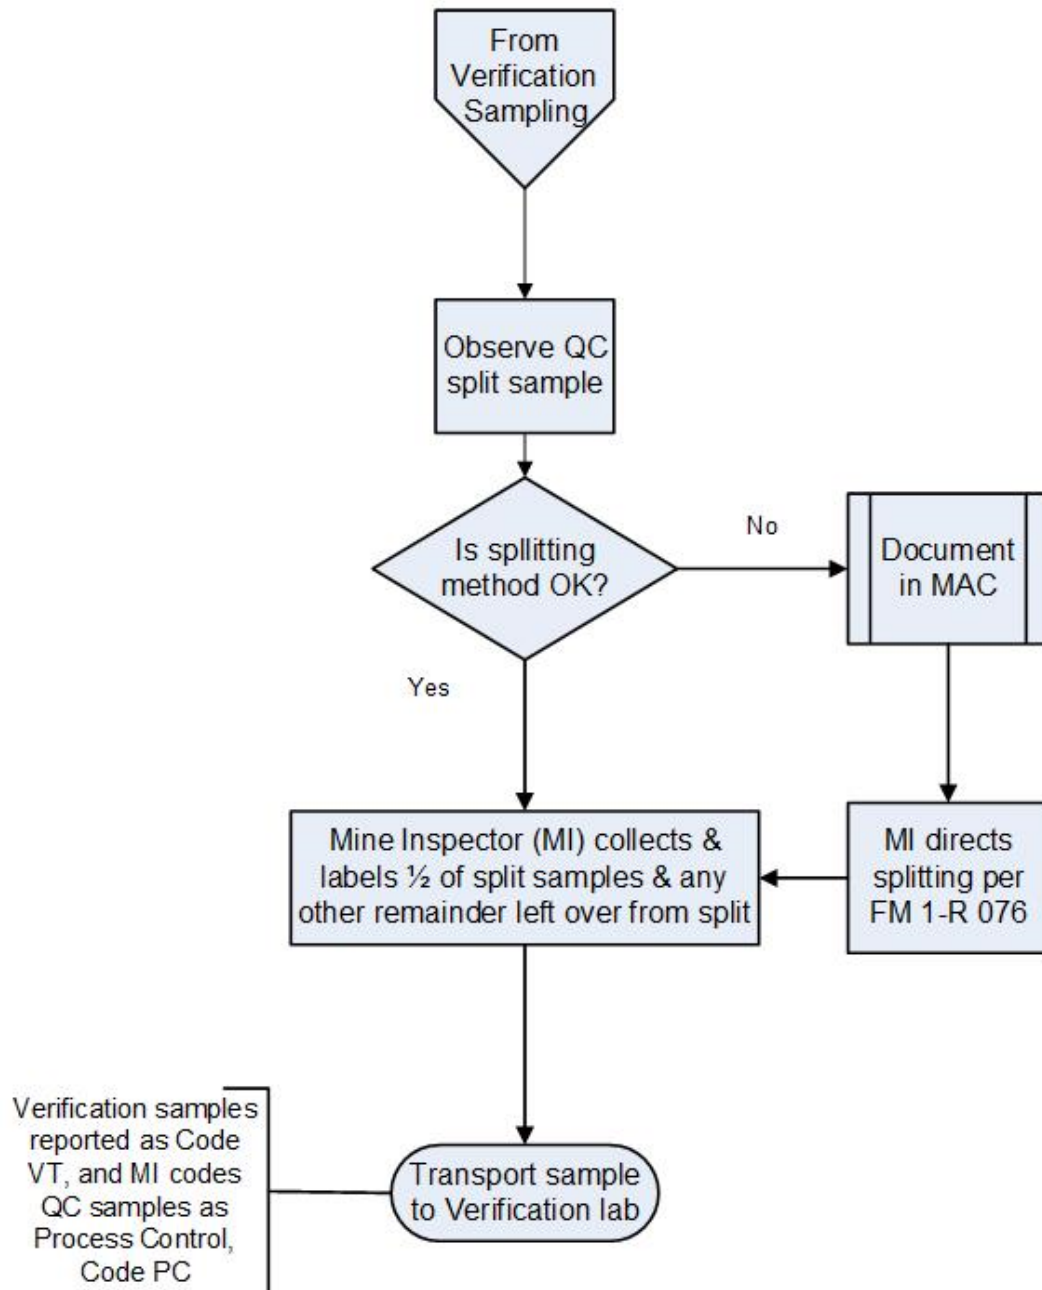 From
Verification
Sampling
Observe QC
split sample
Is spllitting
method OK?
No
Document
in MAC
Yes
Mine Inspector (MI) collects &
labels ½ of split samples & any
other remainder left over from split
MI directs
splitting per
FM 1-R 076
Verification samples
reported as Code
VT, and MI codes
QC samples as
Process Control,
Code PC
Transport sample
to Verification lab